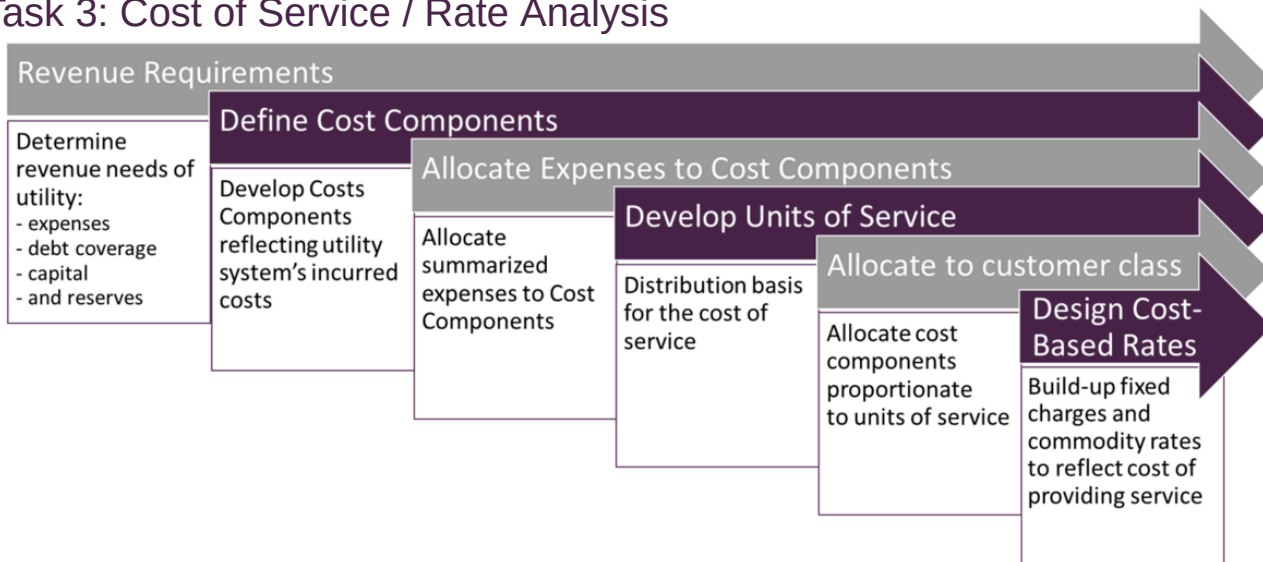 Task 3: Cost of Service / Rate Analysis
Revenue Requirements
Determine
revenue needs of
utility:
- expenses
- debt coverage
- capital
- and reserves
Define Cost Components
Develop Costs
Components
reflecting utility
system's incurred
costs
Allocate Expenses to Cost Components
Allocate
summarized
expenses to Cost
Components
Develop Units of Service
Distribution basis
for the cost of
service
Allocate to customer class
Allocate cost
components
proportionate
to units of service
Design Cost-
Based Rates
Build-up fixed
charges and
commodity rates
to reflect cost of
providing service